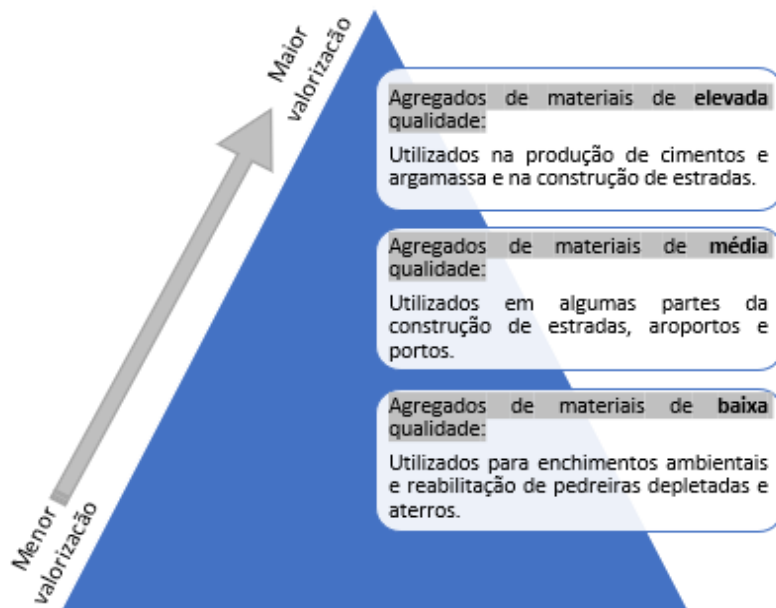 Maior
valorização
Agregados de materiais de elevada
qualidade:
Utilizados na produção de cimentos e
argamassa e na construção de estradas.
Agregados de materiais de média
qualidade:
Utilizados em algumas partes da
construção de estradas, aroportos e
portos.
Agregados de materiais de baixa
qualidade:
Utilizados para enchimentos ambientais
e reabilitação de pedreiras depletadas e
aterros.
Menor
valorização